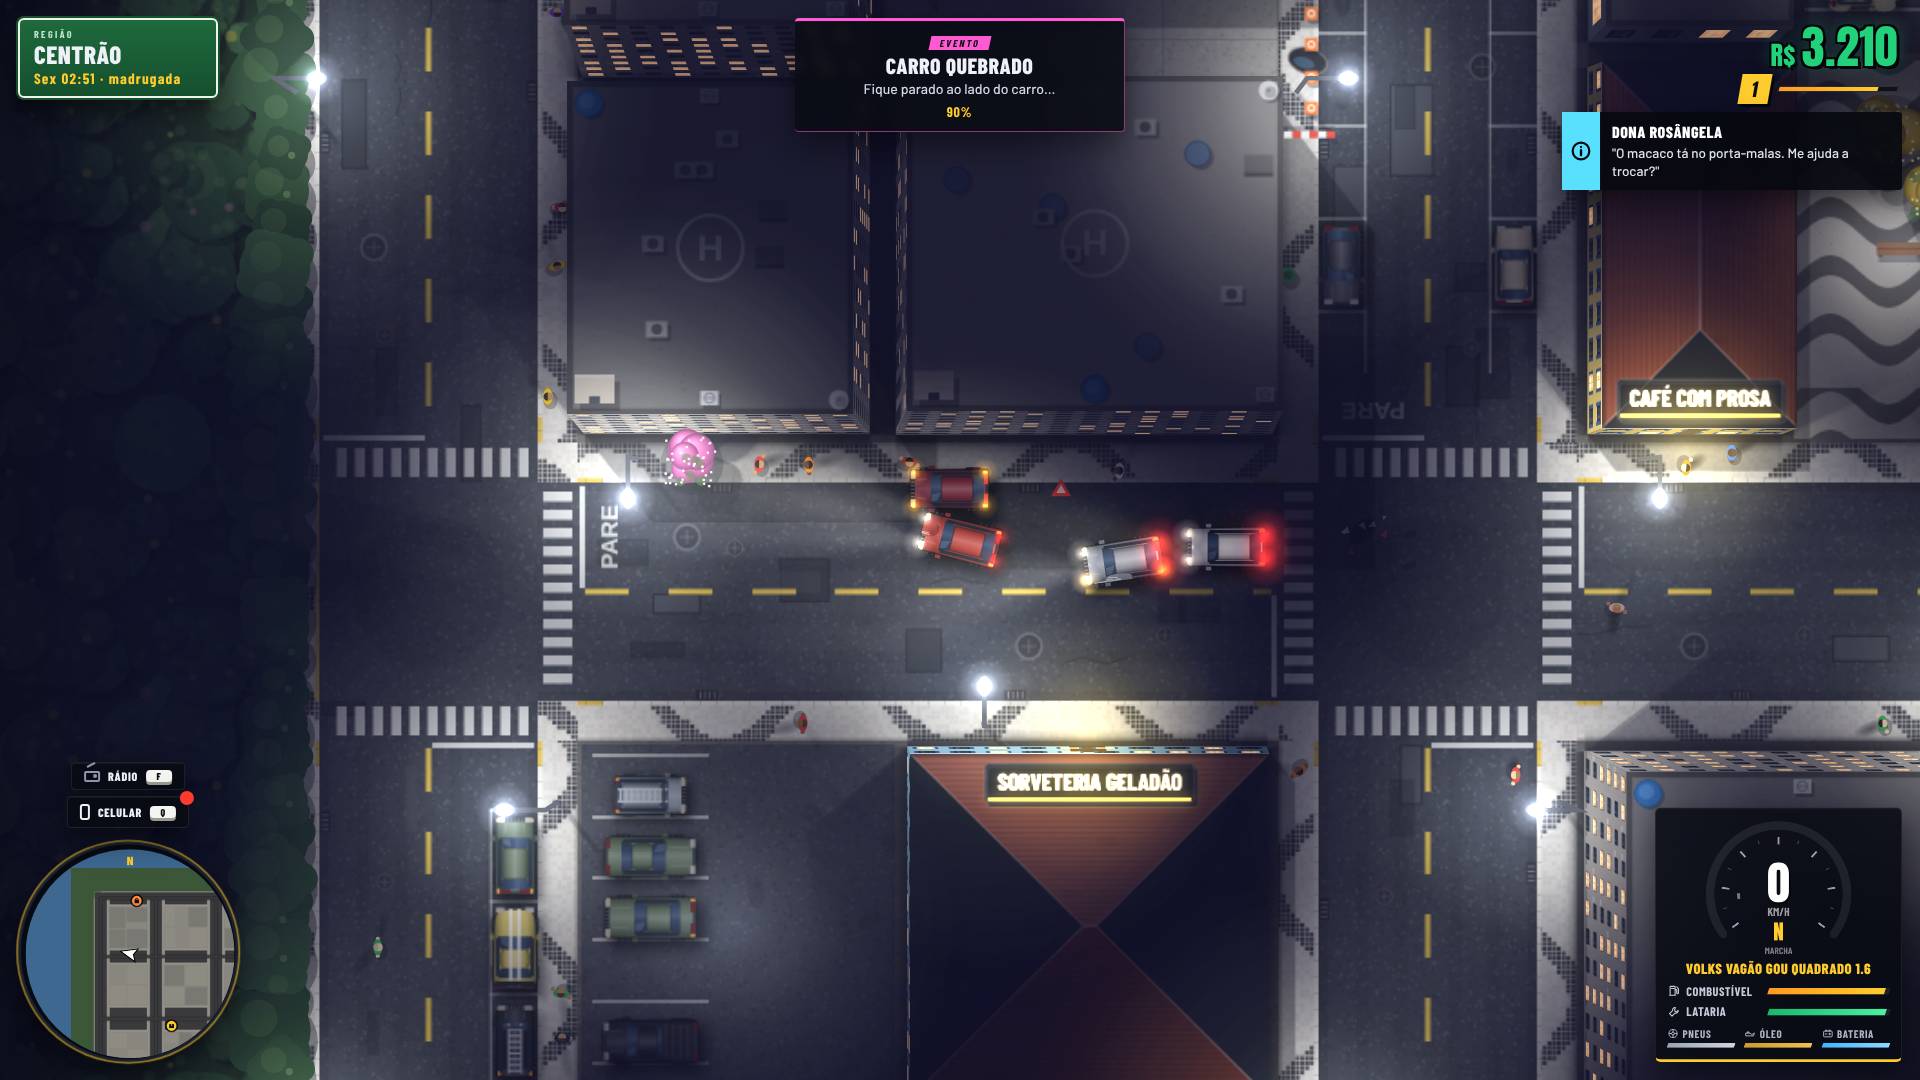 REGIÃO
CENTRÃO
Sex 02:51 · madrugada
EVENTO
CARRO QUEBRADO
Fique parado ao lado do carro...
90%
R$ 3.210
1
DONA ROSÂNGELA
"O macaco tá no porta-malas. Me ajuda a
trocar?"
H
H
PARE
CAFÉ COM PROSA
PARE
SORVETERIA GELADÃO
RÁDIO F
CELULAR Q
N
0
KM/H
N
MARCHA
VOLKS VAGÃO GOU QUADRADO 1.6
COMBUSTÍVEL
LATARIA
PNEUS
ÓLEO
BATERIA